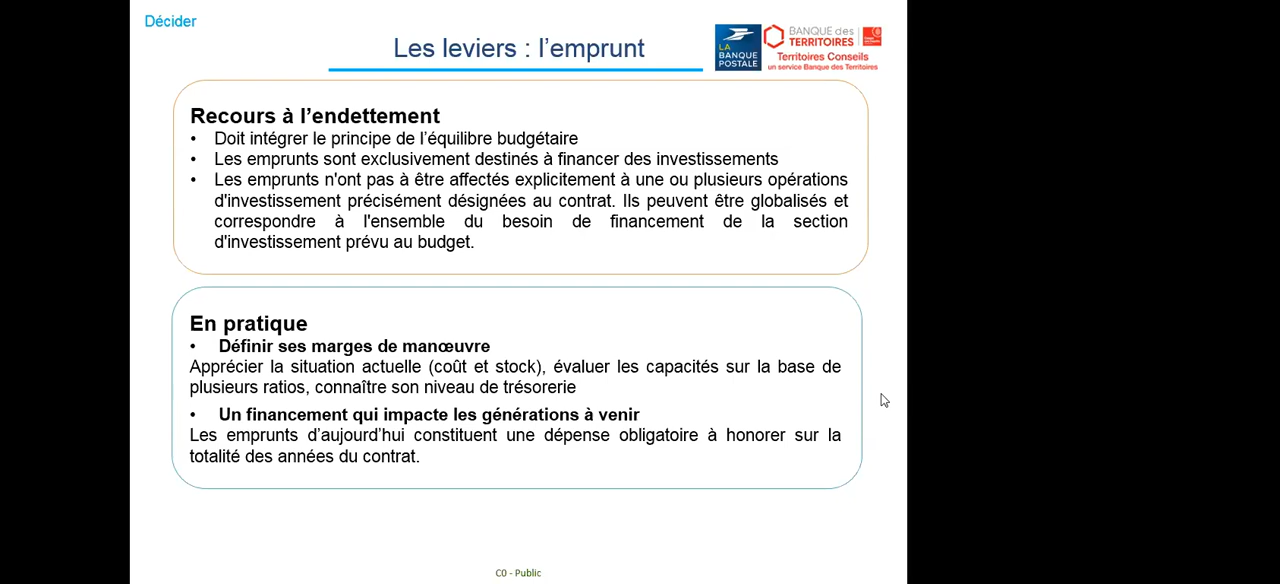 Décider
Les leviers : l’emprunt
LA
BANQUE
POSTALE
BANQUE des
TERRITOIRES
Territoires Conseils
un service Banque des Territoires
Recours à l’endettement
• Doit intégrer le principe de l’équilibre budgétaire
• Les emprunts sont exclusivement destinés à financer des investissements
• Les emprunts n'ont pas à être affectés explicitement à une ou plusieurs opérations
d'investissement précisément désignées au contrat. Ils peuvent être globalisés et
correspondre à l'ensemble du besoin de financement de la section
d'investissement prévu au budget.
En pratique
• Définir ses marges de manœuvre
Apprécier la situation actuelle (coût et stock), évaluer les capacités sur la base de
plusieurs ratios, connaître son niveau de trésorerie
• Un financement qui impacte les générations à venir
Les emprunts d’aujourd’hui constituent une dépense obligatoire à honorer sur la
totalité des années du contrat.
C0 - Public